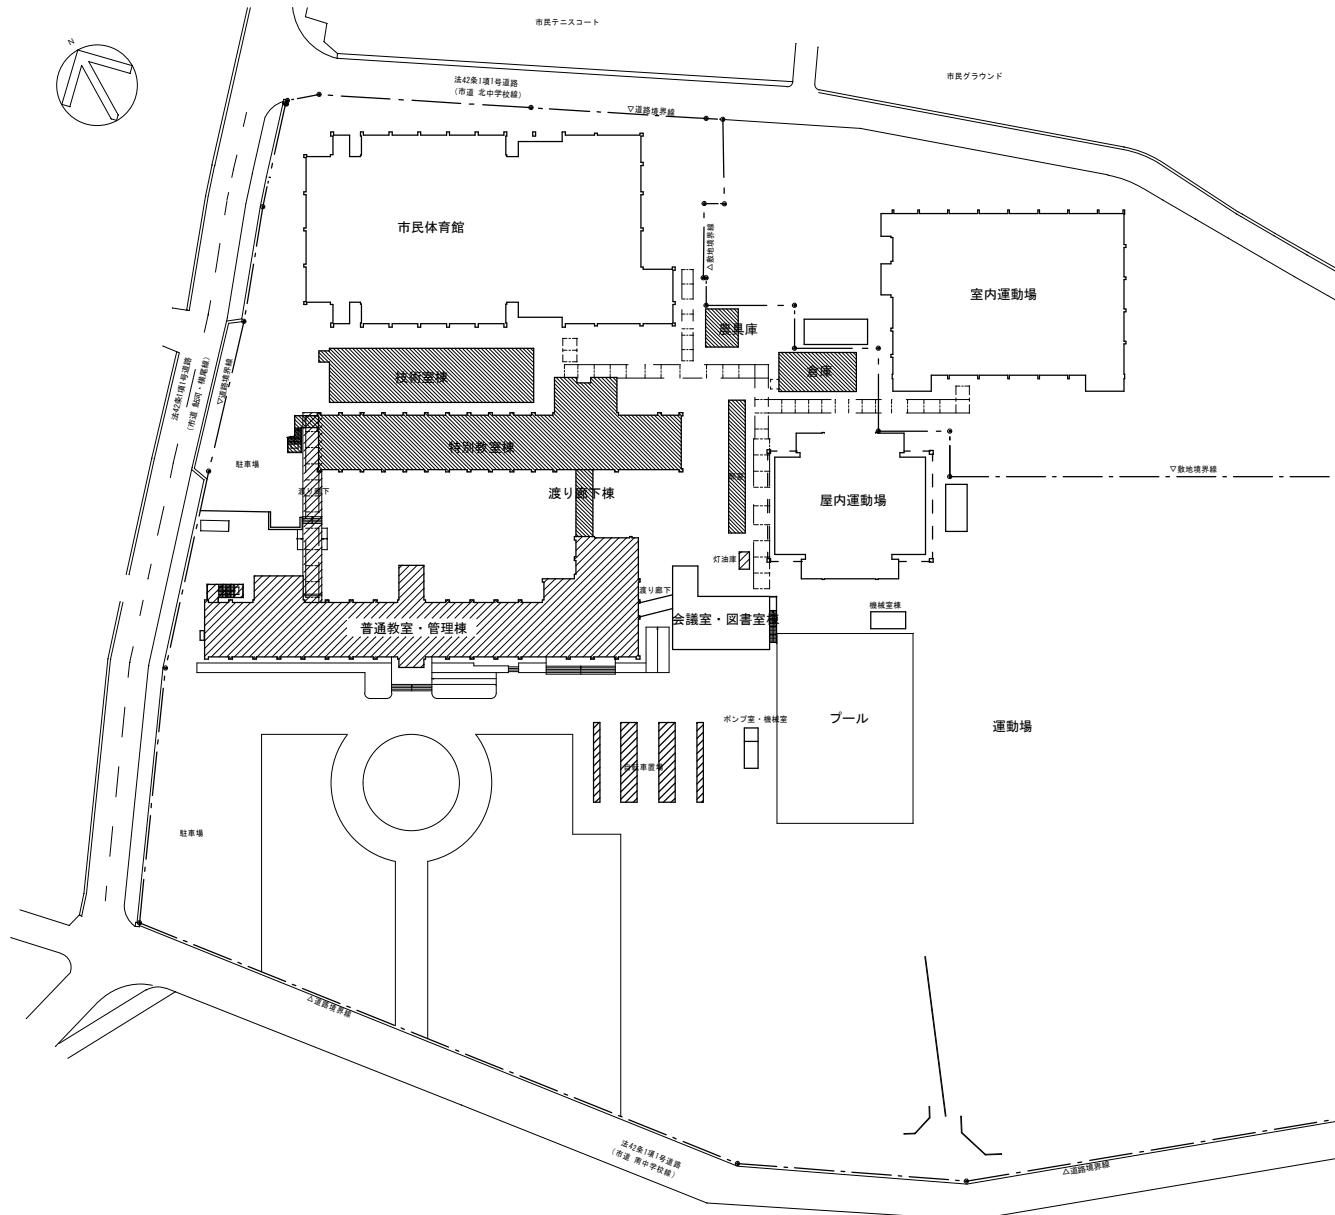 市民テニスコート
N
市民グラウンド
法42条1項1号道路
(市道 北中学校線)
▽道路境界線
市民体育館
△敷地境界線
室内運動場
農具庫
倉庫
技術室棟
法42条1項1号道路
▽道路境界線
特別教室棟
駐車場
▽敷地境界線
渡り廊下
渡り廊下棟
屋内運動場
灯油庫
渡り廊下
機械室棟
会議室・図書室棟
普通教室・管理棟
ポンプ室・機械室
プール
運動場
自転車置場
駐車場
△道路境界線
法42条1項1号道路
(市道 南中学校線)
△道路境界線